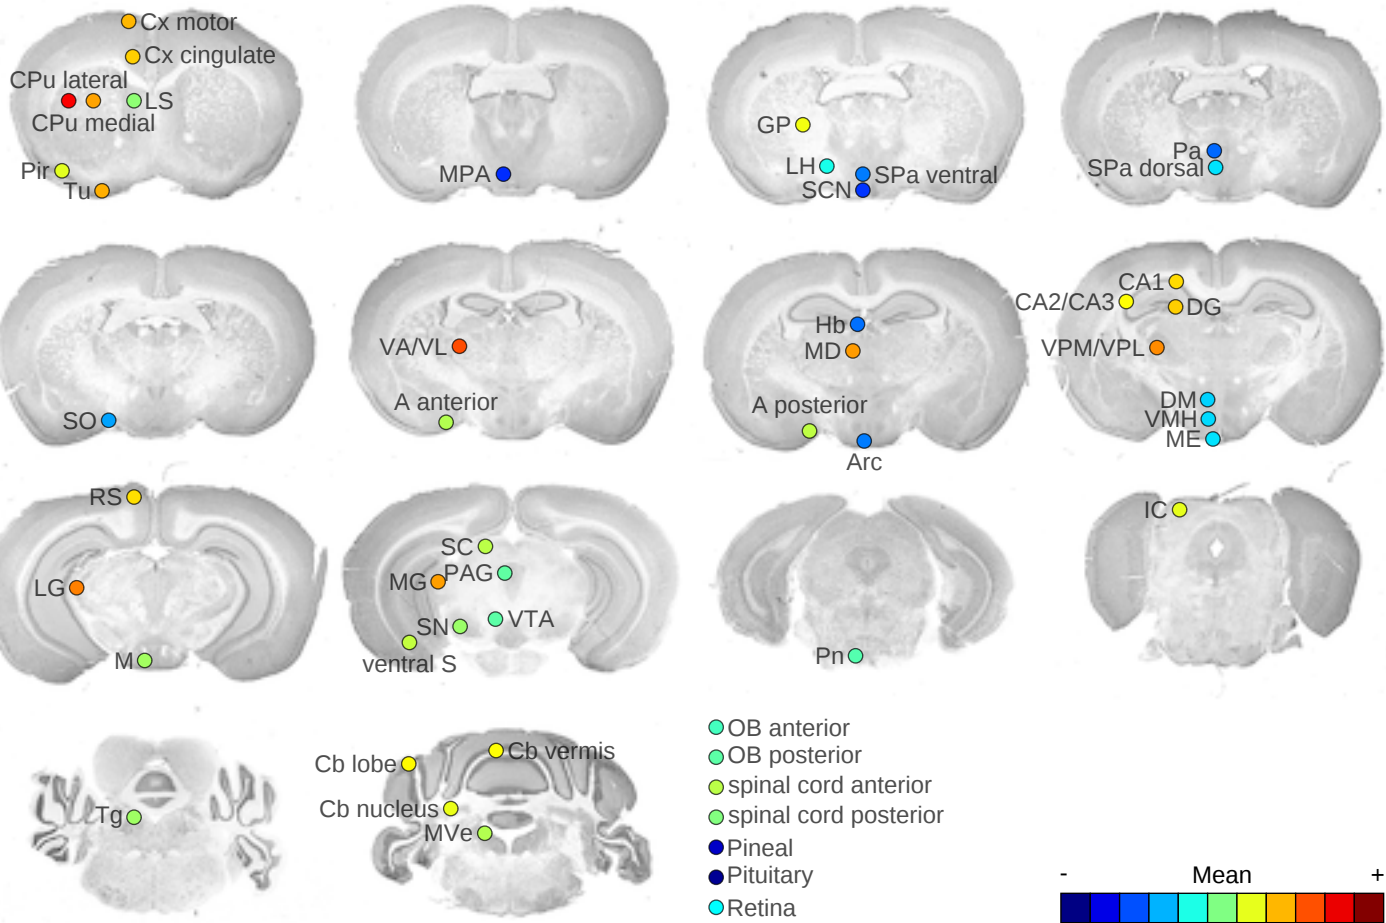 Cx motor
Cx cingulate
CPu lateral
LS
CPu medial
Pir
Tu
MPA
GP
LH
SPa ventral
SCN
Pa
SPa dorsal
SO
VA/VL
A anterior
Hb
MD
A posterior
Arc
CA1
CA2/CA3
DG
VPM/VPL
DM
VMH
ME
RS
LG
M
SC
MG
PAG
SN
VTA
ventral S
Pn
IC
Tg
Cb lobe
Cb vermis
Cb nucleus
MVe
OB anterior
OB posterior
spinal cord anterior
spinal cord posterior
Pineal
Pituitary
Retina
- Mean +